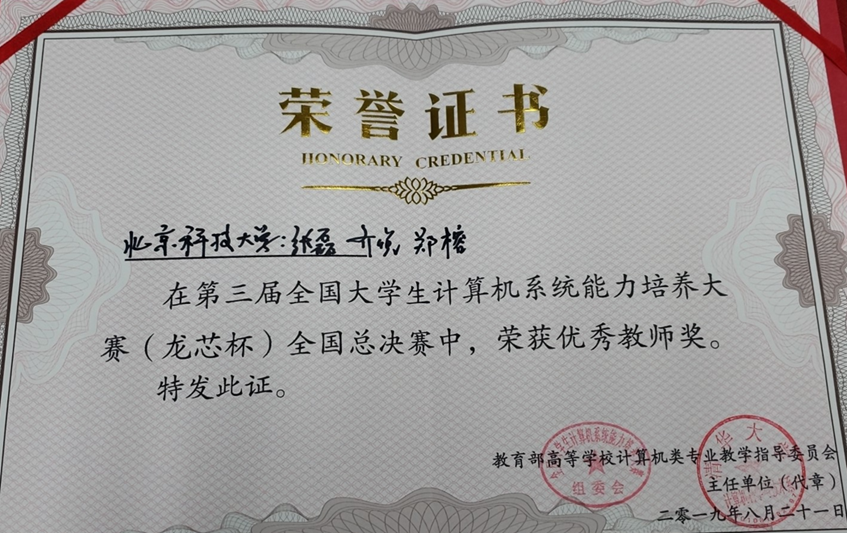 荣誉证书
HONORARY CREDENTIAL
北京科技大学:张磊 齐悦 郑榕
在第三届全国大学生计算机系统能力培养大
赛(龙芯杯)全国总决赛中,荣获优秀教师奖。
特发此证。
教育部高等学校计算机类专业教学指导委员会
主任单位(代章)
二零一九年八月二十一日
组委会
清华大